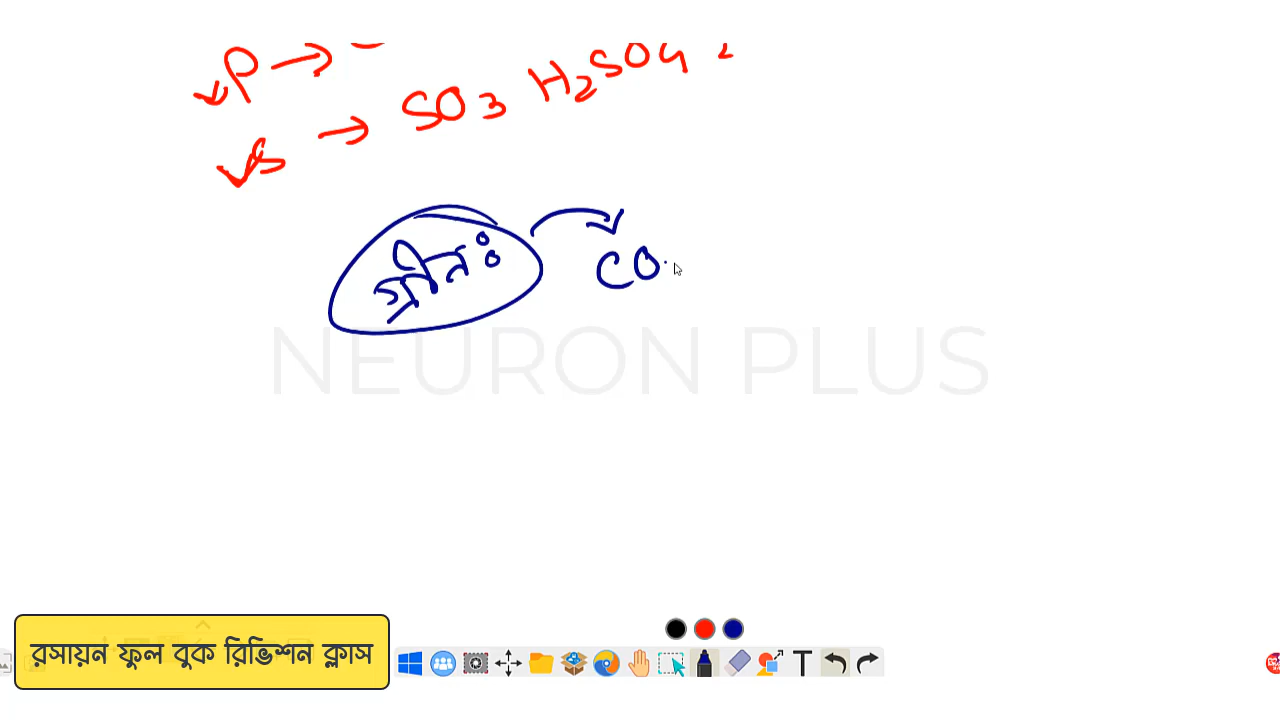 ↓P →
↓S → SO3 H2SO4
গ্রীনঃ CO
NEURON PLUS
রসায়ন ফুল বুক রিভিশন ক্লাস
T